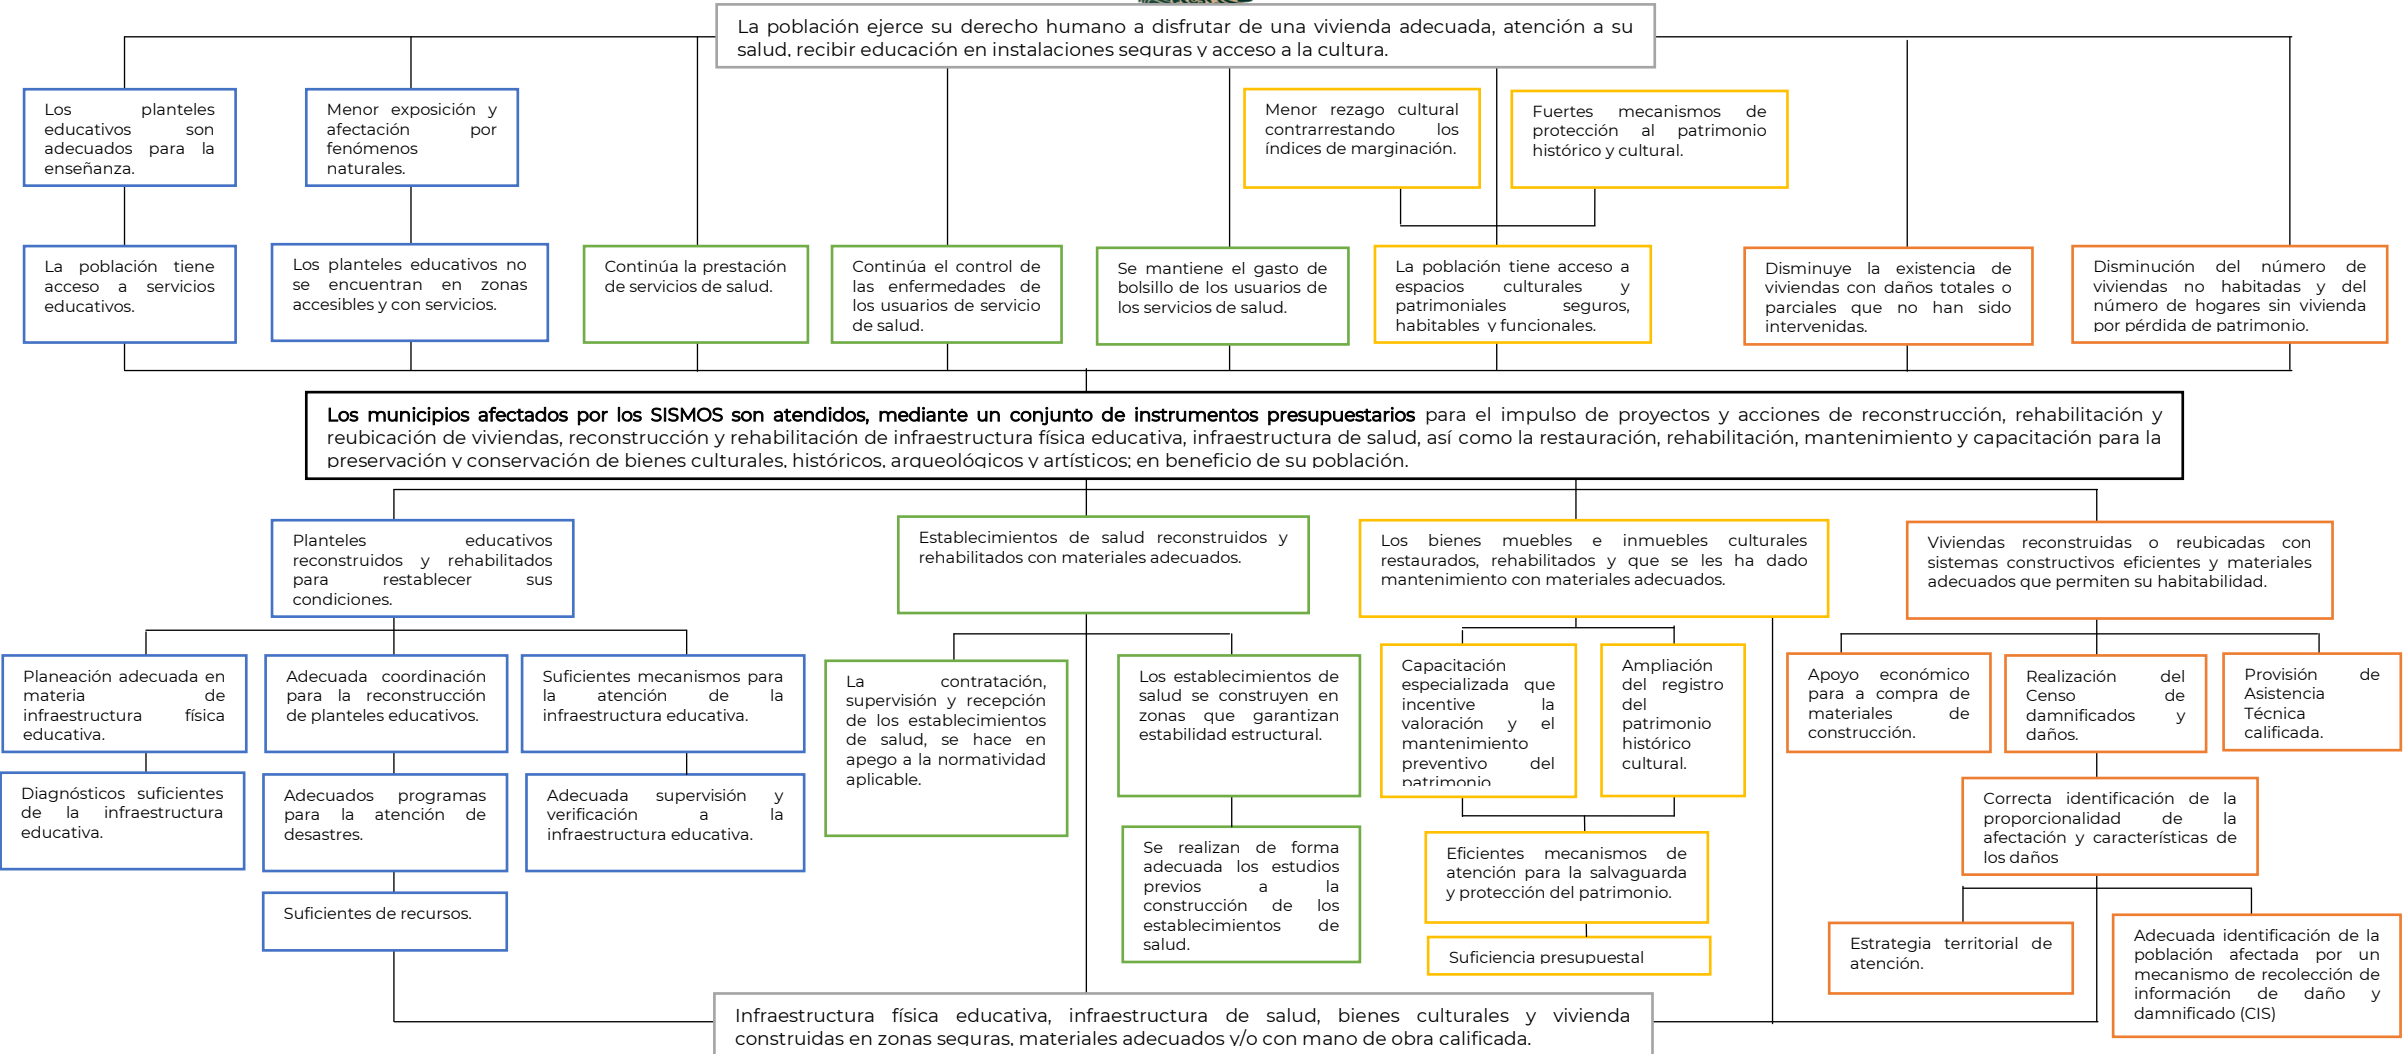 La población ejerce su derecho humano a disfrutar de una vivienda adecuada, atención a su
salud, recibir educación en instalaciones seguras y acceso a la cultura.
Los planteles
educativos son
adecuados para la
enseñanza.
Menor exposición y
afectación por
fenómenos
naturales.
Menor rezago cultural
contrarrestando los
índices de marginación.
Fuertes mecanismos de
protección al patrimonio
histórico y cultural.
La población tiene
acceso a servicios
educativos.
Los planteles educativos no
se encuentran en zonas
accesibles y con servicios.
Continúa la prestación
de servicios de salud.
Continúa el control de
las enfermedades de
los usuarios de servicio
de salud.
Se mantiene el gasto de
bolsillo de los usuarios de
los servicios de salud.
La población tiene acceso a
espacios culturales y
patrimoniales seguros,
habitables y funcionales.
Disminuye la existencia de
viviendas con daños totales o
parciales que no han sido
intervenidas.
Disminución del número de
viviendas no habitadas y del
número de hogares sin vivienda
por pérdida de patrimonio.
Los municipios afectados por los SISMOS son atendidos, mediante un conjunto de instrumentos presupuestarios para el impulso de proyectos y acciones de reconstrucción, rehabilitación y
reubicación de viviendas, reconstrucción y rehabilitación de infraestructura física educativa, infraestructura de salud, así como la restauración, rehabilitación, mantenimiento y capacitación para la
preservación y conservación de bienes culturales, históricos, arqueológicos y artísticos; en beneficio de su población.
Planteles educativos
reconstruidos y rehabilitados
para restablecer sus
condiciones.
Establecimientos de salud reconstruidos y
rehabilitados con materiales adecuados.
Los bienes muebles e inmuebles culturales
restaurados, rehabilitados y que se les ha dado
mantenimiento con materiales adecuados.
Viviendas reconstruidas o reubicadas con
sistemas constructivos eficientes y materiales
adecuados que permiten su habitabilidad.
Planeación adecuada en
materia de
infraestructura física
educativa.
Adecuada coordinación
para la reconstrucción
de planteles educativos.
Suficientes mecanismos para
la atención de la
infraestructura educativa.
La contratación,
supervisión y recepción
de los establecimientos
de salud, se hace en
apego a la normatividad
aplicable.
Los establecimientos de
salud se construyen en
zonas que garantizan
estabilidad estructural.
Capacitación
especializada que
incentive la
valoración y el
mantenimiento
preventivo del
patrimonio
Ampliación
del registro
del
patrimonio
histórico
cultural.
Apoyo económico
para a compra de
materiales de
construcción.
Realización del
Censo de
damnificados y
daños.
Provisión de
Asistencia
Técnica
calificada.
Diagnósticos suficientes
de la infraestructura
educativa.
Adecuados programas
para la atención de
desastres.
Adecuada supervisión y
verificación a la
infraestructura educativa.
Correcta identificación de la
proporcionalidad de la
afectación y características de
los daños
Se realizan de forma
adecuada los estudios
previos a la
construcción de los
establecimientos de
salud.
Eficientes mecanismos de
atención para la salvaguarda
y protección del patrimonio.
Suficientes de recursos.
Suficiencia presupuestal
Estrategia territorial de
atención.
Adecuada identificación de la
población afectada por un
mecanismo de recolección de
información de daño y
damnificado (CIS)
Infraestructura física educativa, infraestructura de salud, bienes culturales y vivienda
construidas en zonas seguras, materiales adecuados y/o con mano de obra calificada.